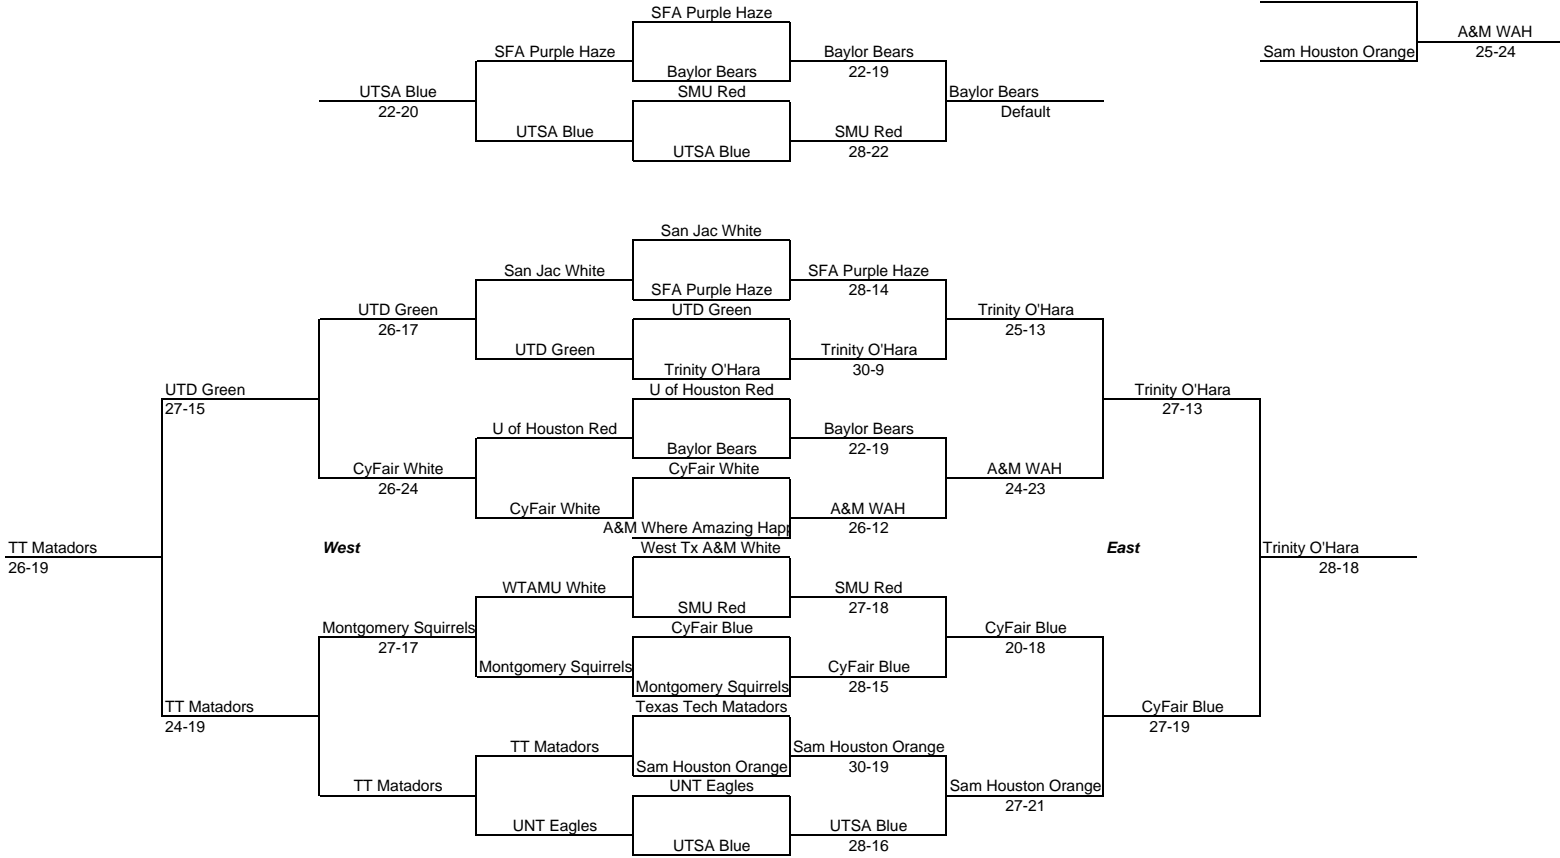 SFA Purple Haze
A&M WAH
SFA Purple Haze
Baylor Bears
Sam Houston Orange
25-24
Baylor Bears
22-19
UTSA Blue
SMU Red
Baylor Bears
22-20
Default
UTSA Blue
SMU Red
UTSA Blue
28-22
San Jac White
San Jac White
SFA Purple Haze
SFA Purple Haze
28-14
UTD Green
UTD Green
Trinity O'Hara
26-17
25-13
UTD Green
Trinity O'Hara
Trinity O'Hara
30-9
UTD Green
U of Houston Red
Trinity O'Hara
27-15
27-13
U of Houston Red
Baylor Bears
Baylor Bears
22-19
CyFair White
CyFair White
A&M WAH
26-24
24-23
CyFair White
A&M WAH
A&M Where Amazing Happ
26-12
TT Matadors
West
West Tx A&M White
East
Trinity O'Hara
26-19
28-18
WTAMU White
SMU Red
SMU Red
27-18
Montgomery Squirrels
CyFair Blue
CyFair Blue
27-17
20-18
Montgomery Squirrels
CyFair Blue
Montgomery Squirrels
28-15
TT Matadors
Texas Tech Matadors
CyFair Blue
24-19
27-19
TT Matadors
Sam Houston Orange
Sam Houston Orange
30-19
TT Matadors
UNT Eagles
Sam Houston Orange
27-21
UNT Eagles
UTSA Blue
UTSA Blue
28-16